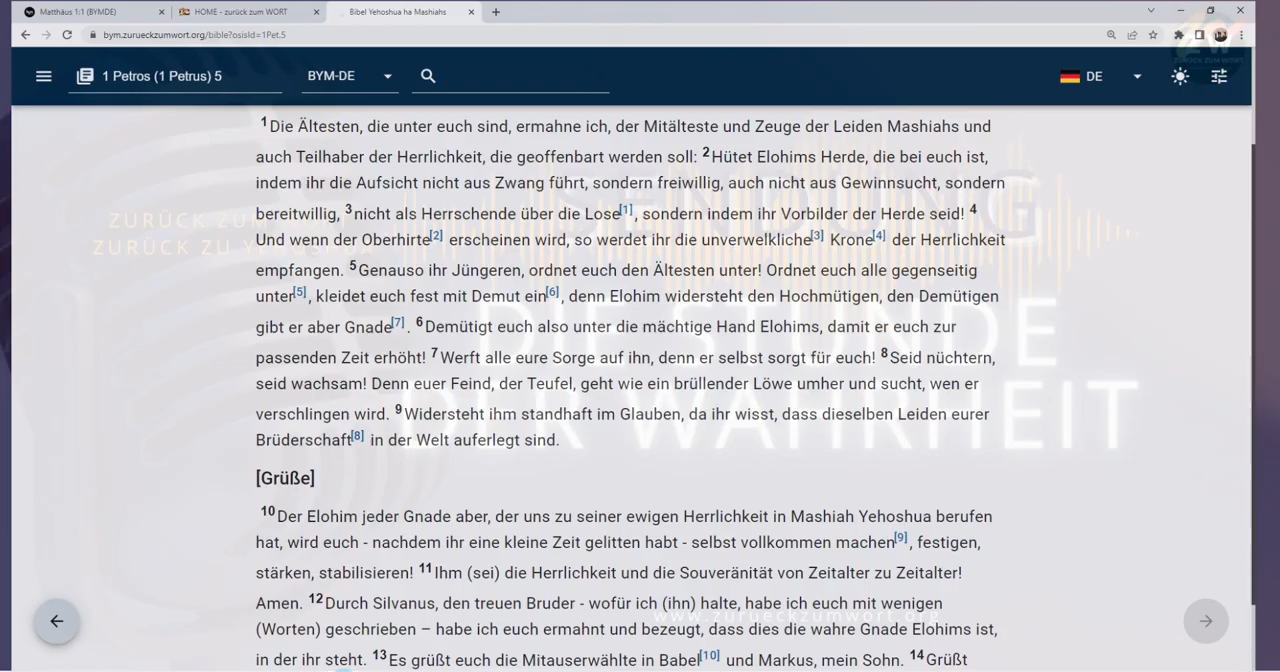 Matthäus 1:1 (BYMDE)
HOME - zurück zum WORT
Bibel Yehoshua ha Mashiahs
bym.zurueckzumwort.org/bible?osisId=1Pet.5
1 Petros (1 Petrus) 5
BYM-DE
DE
ZURÜCK ZUM WORT
1 Die Ältesten, die unter euch sind, ermahne ich, der Mitälteste und Zeuge der Leiden Mashiahs und
auch Teilhaber der Herrlichkeit, die geoffenbart werden soll: 2 Hütet Elohims Herde, die bei euch ist,
indem ihr die Aufsicht nicht aus Zwang führt, sondern freiwillig, auch nicht aus Gewinnsucht, sondern
bereitwillig, 3 nicht als Herrschende über die Lose[1], sondern indem ihr Vorbilder der Herde seid! 4
Und wenn der Oberhirte[2] erscheinen wird, so werdet ihr die unverwelkliche[3] Krone[4] der Herrlichkeit
empfangen. 5 Genauso ihr Jüngeren, ordnet euch den Ältesten unter! Ordnet euch alle gegenseitig
unter[5], kleidet euch fest mit Demut ein[6], denn Elohim widersteht den Hochmütigen, den Demütigen
gibt er aber Gnade[7]. 6 Demütigt euch also unter die mächtige Hand Elohims, damit er euch zur
passenden Zeit erhöht! 7 Werft alle eure Sorge auf ihn, denn er selbst sorgt für euch! 8 Seid nüchtern,
seid wachsam! Denn euer Feind, der Teufel, geht wie ein brüllender Löwe umher und sucht, wen er
verschlingen wird. 9 Widersteht ihm standhaft im Glauben, da ihr wisst, dass dieselben Leiden eurer
Brüderschaft[8] in der Welt auferlegt sind.
[Grüße]
10 Der Elohim jeder Gnade aber, der uns zu seiner ewigen Herrlichkeit in Mashiah Yehoshua berufen
hat, wird euch - nachdem ihr eine kleine Zeit gelitten habt - selbst vollkommen machen[9], festigen,
stärken, stabilisieren! 11 Ihm (sei) die Herrlichkeit und die Souveränität von Zeitalter zu Zeitalter!
Amen. 12 Durch Silvanus, den treuen Bruder - wofür ich (ihn) halte, habe ich euch mit wenigen
(Worten) geschrieben – habe ich euch ermahnt und bezeugt, dass dies die wahre Gnade Elohims ist,
in der ihr steht. 13 Es grüßt euch die Mitauserwählte in Babel[10] und Markus, mein Sohn. 14 Grüßt
ZURÜCK ZU
ZURÜCK ZU
SENDUNG
DIE STUNDE
DER WAHRHEIT
www.zurueckzumwort.org